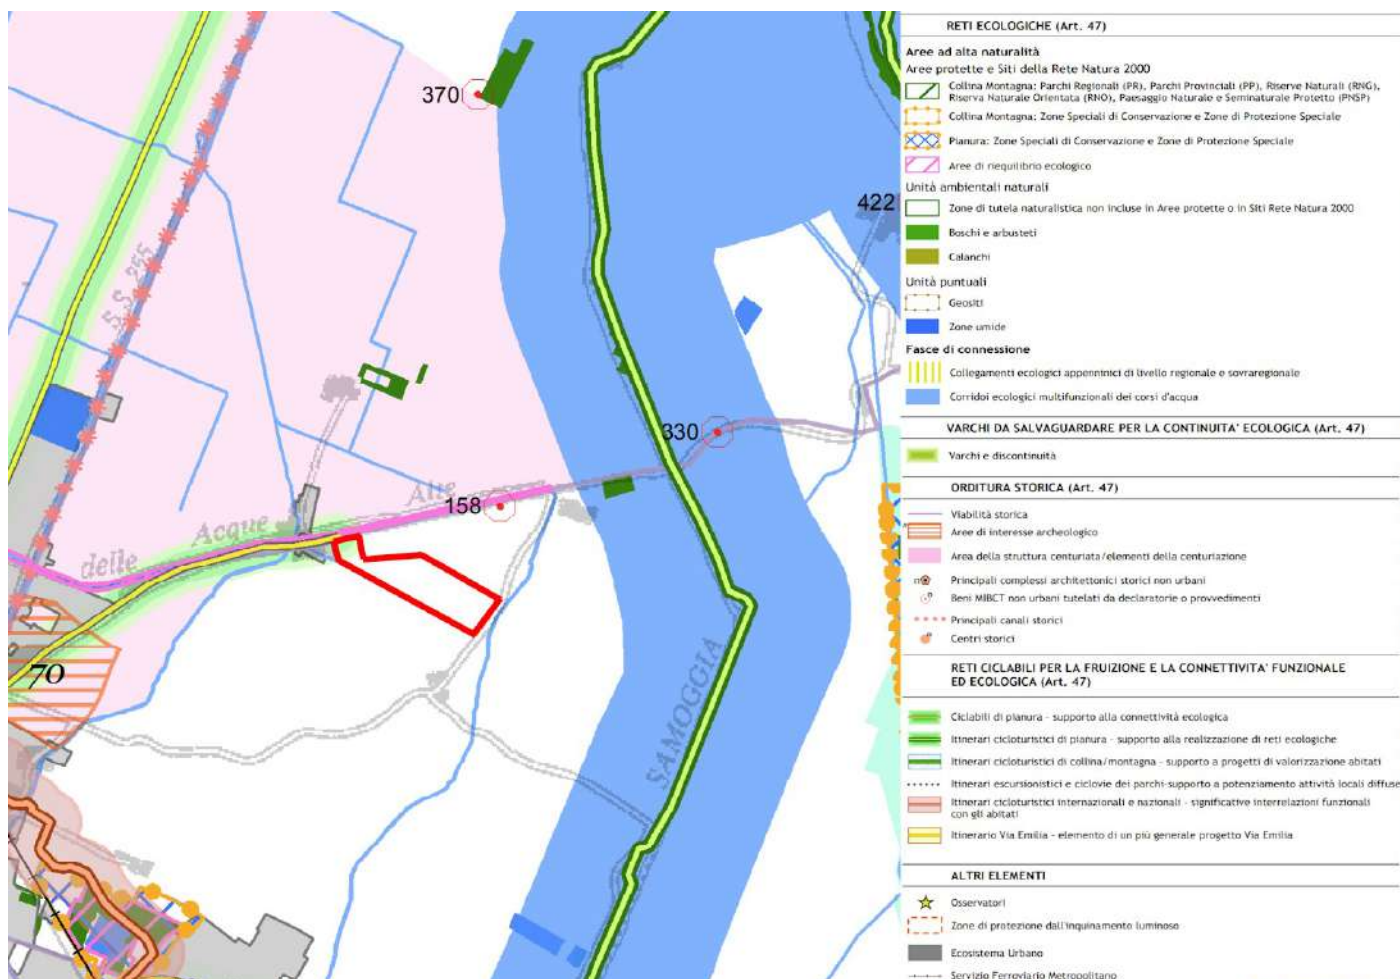 370
422
S.S. 255
330
158
Acque
Alte
delle
70
SAMOGGIA
RETI ECOLOGICHE (Art. 47)
Aree ad alta naturalità
Aree protette e Siti della Rete Natura 2000
Collina Montagna: Parchi Regionali (PR), Parchi Provinciali (PP), Riserve Naturali (RNG),
Riserva Naturale Orientata (RNO), Paesaggio Naturale e Seminaturale Protetto (PNSP)
Collina Montagna: Zone Speciali di Conservazione e Zone di Protezione Speciale
Pianura: Zone Speciali di Conservazione e Zone di Protezione Speciale
Aree di riequilibrio ecologico
Unità ambientali naturali
Zone di tutela naturalistica non incluse in Aree protette o in Siti Rete Natura 2000
Boschi e arbusteti
Calanchi
Unità puntuali
Geositi
Zone umide
Fasce di connessione
Collegamenti ecologici appenninici di livello regionale e sovraregionale
Corridoi ecologici multifunzionali dei corsi d'acqua
VARCHI DA SALVAGUARDARE PER LA CONTINUITA' ECOLOGICA (Art. 47)
Varchi e discontinuità
ORDITURA STORICA (Art. 47)
Viabilità storica
Aree di interesse archeologico
Area della struttura centuriata/elementi della centuriazione
Principali complessi architettonici storici non urbani
Beni MIBCT non urbani tutelati da declaratorie o provvedimenti
Principali canali storici
Centri storici
RETI CICLABILI PER LA FRUIZIONE E LA CONNETTIVITA' FUNZIONALE
ED ECOLOGICA (Art. 47)
Ciclabili di pianura - supporto alla connettività ecologica
Itinerari cicloturistici di pianura - supporto alla realizzazione di reti ecologiche
Itinerari cicloturistici di collina/montagna - supporto a progetti di valorizzazione abitati
Itinerari escursionistici e ciclovie dei parchi-supporto a potenziamento attività locali diffuse
Itinerari cicloturistici internazionali e nazionali - significative interrelazioni funzionali
con gli abitati
Itinerario Via Emilia - elemento di un più generale progetto Via Emilia
ALTRI ELEMENTI
Osservatori
Zone di protezione dall'inquinamento luminoso
Ecosistema Urbano
Servizio Ferroviario Metropolitano